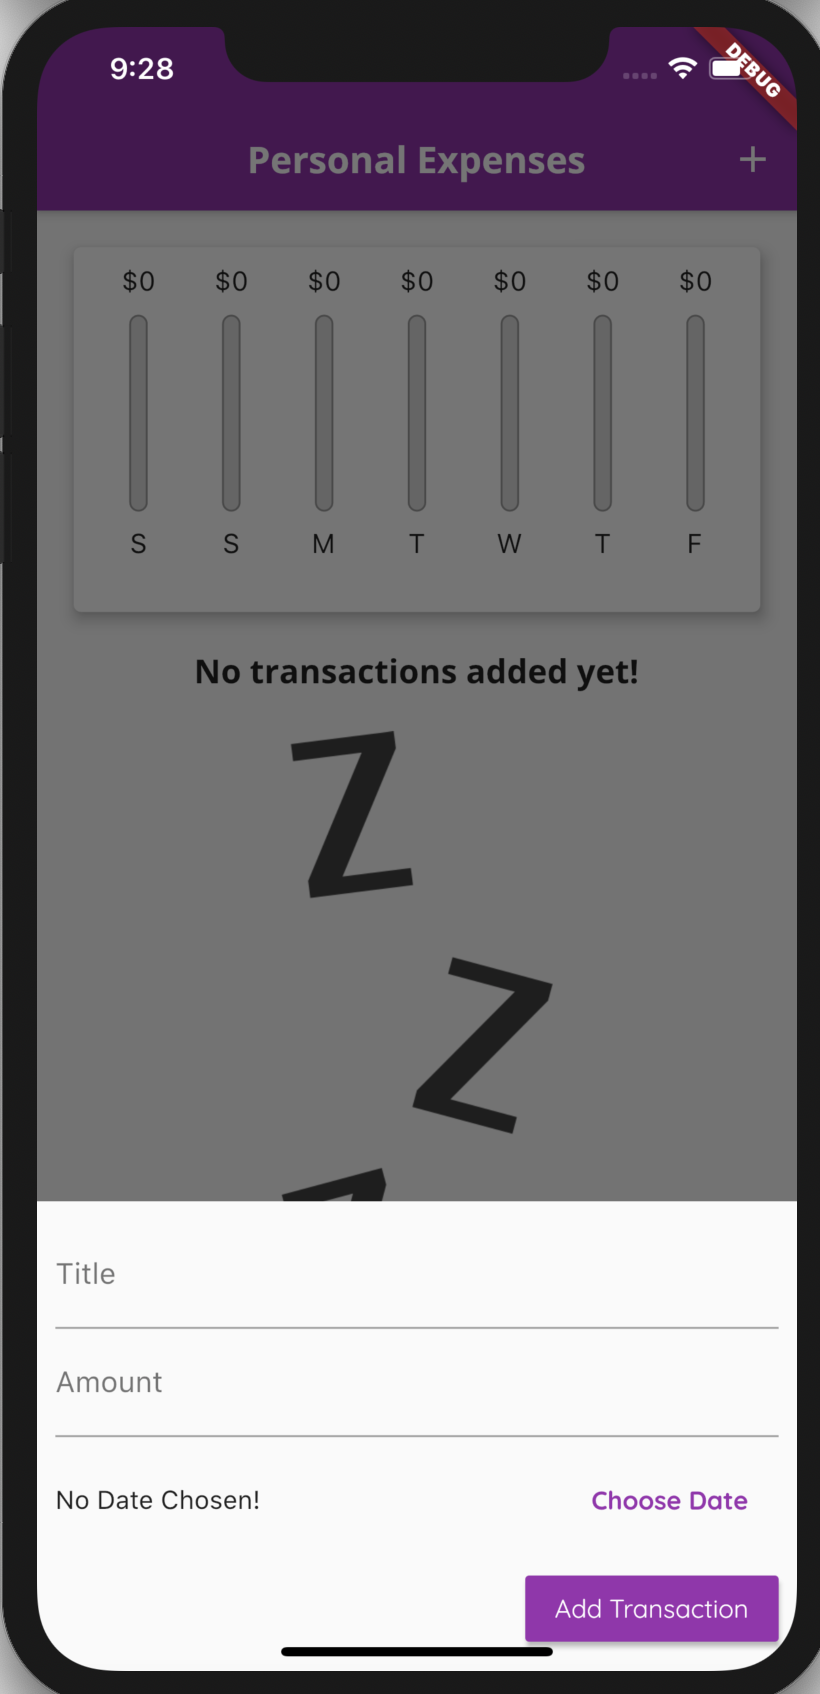 9:28
DEBUG
Personal Expenses +
$0 $0 $0 $0 $0 $0 $0
S S M T W T F
No transactions added yet!
Z
Z
Title
Amount
No Date Chosen! Choose Date
Add Transaction